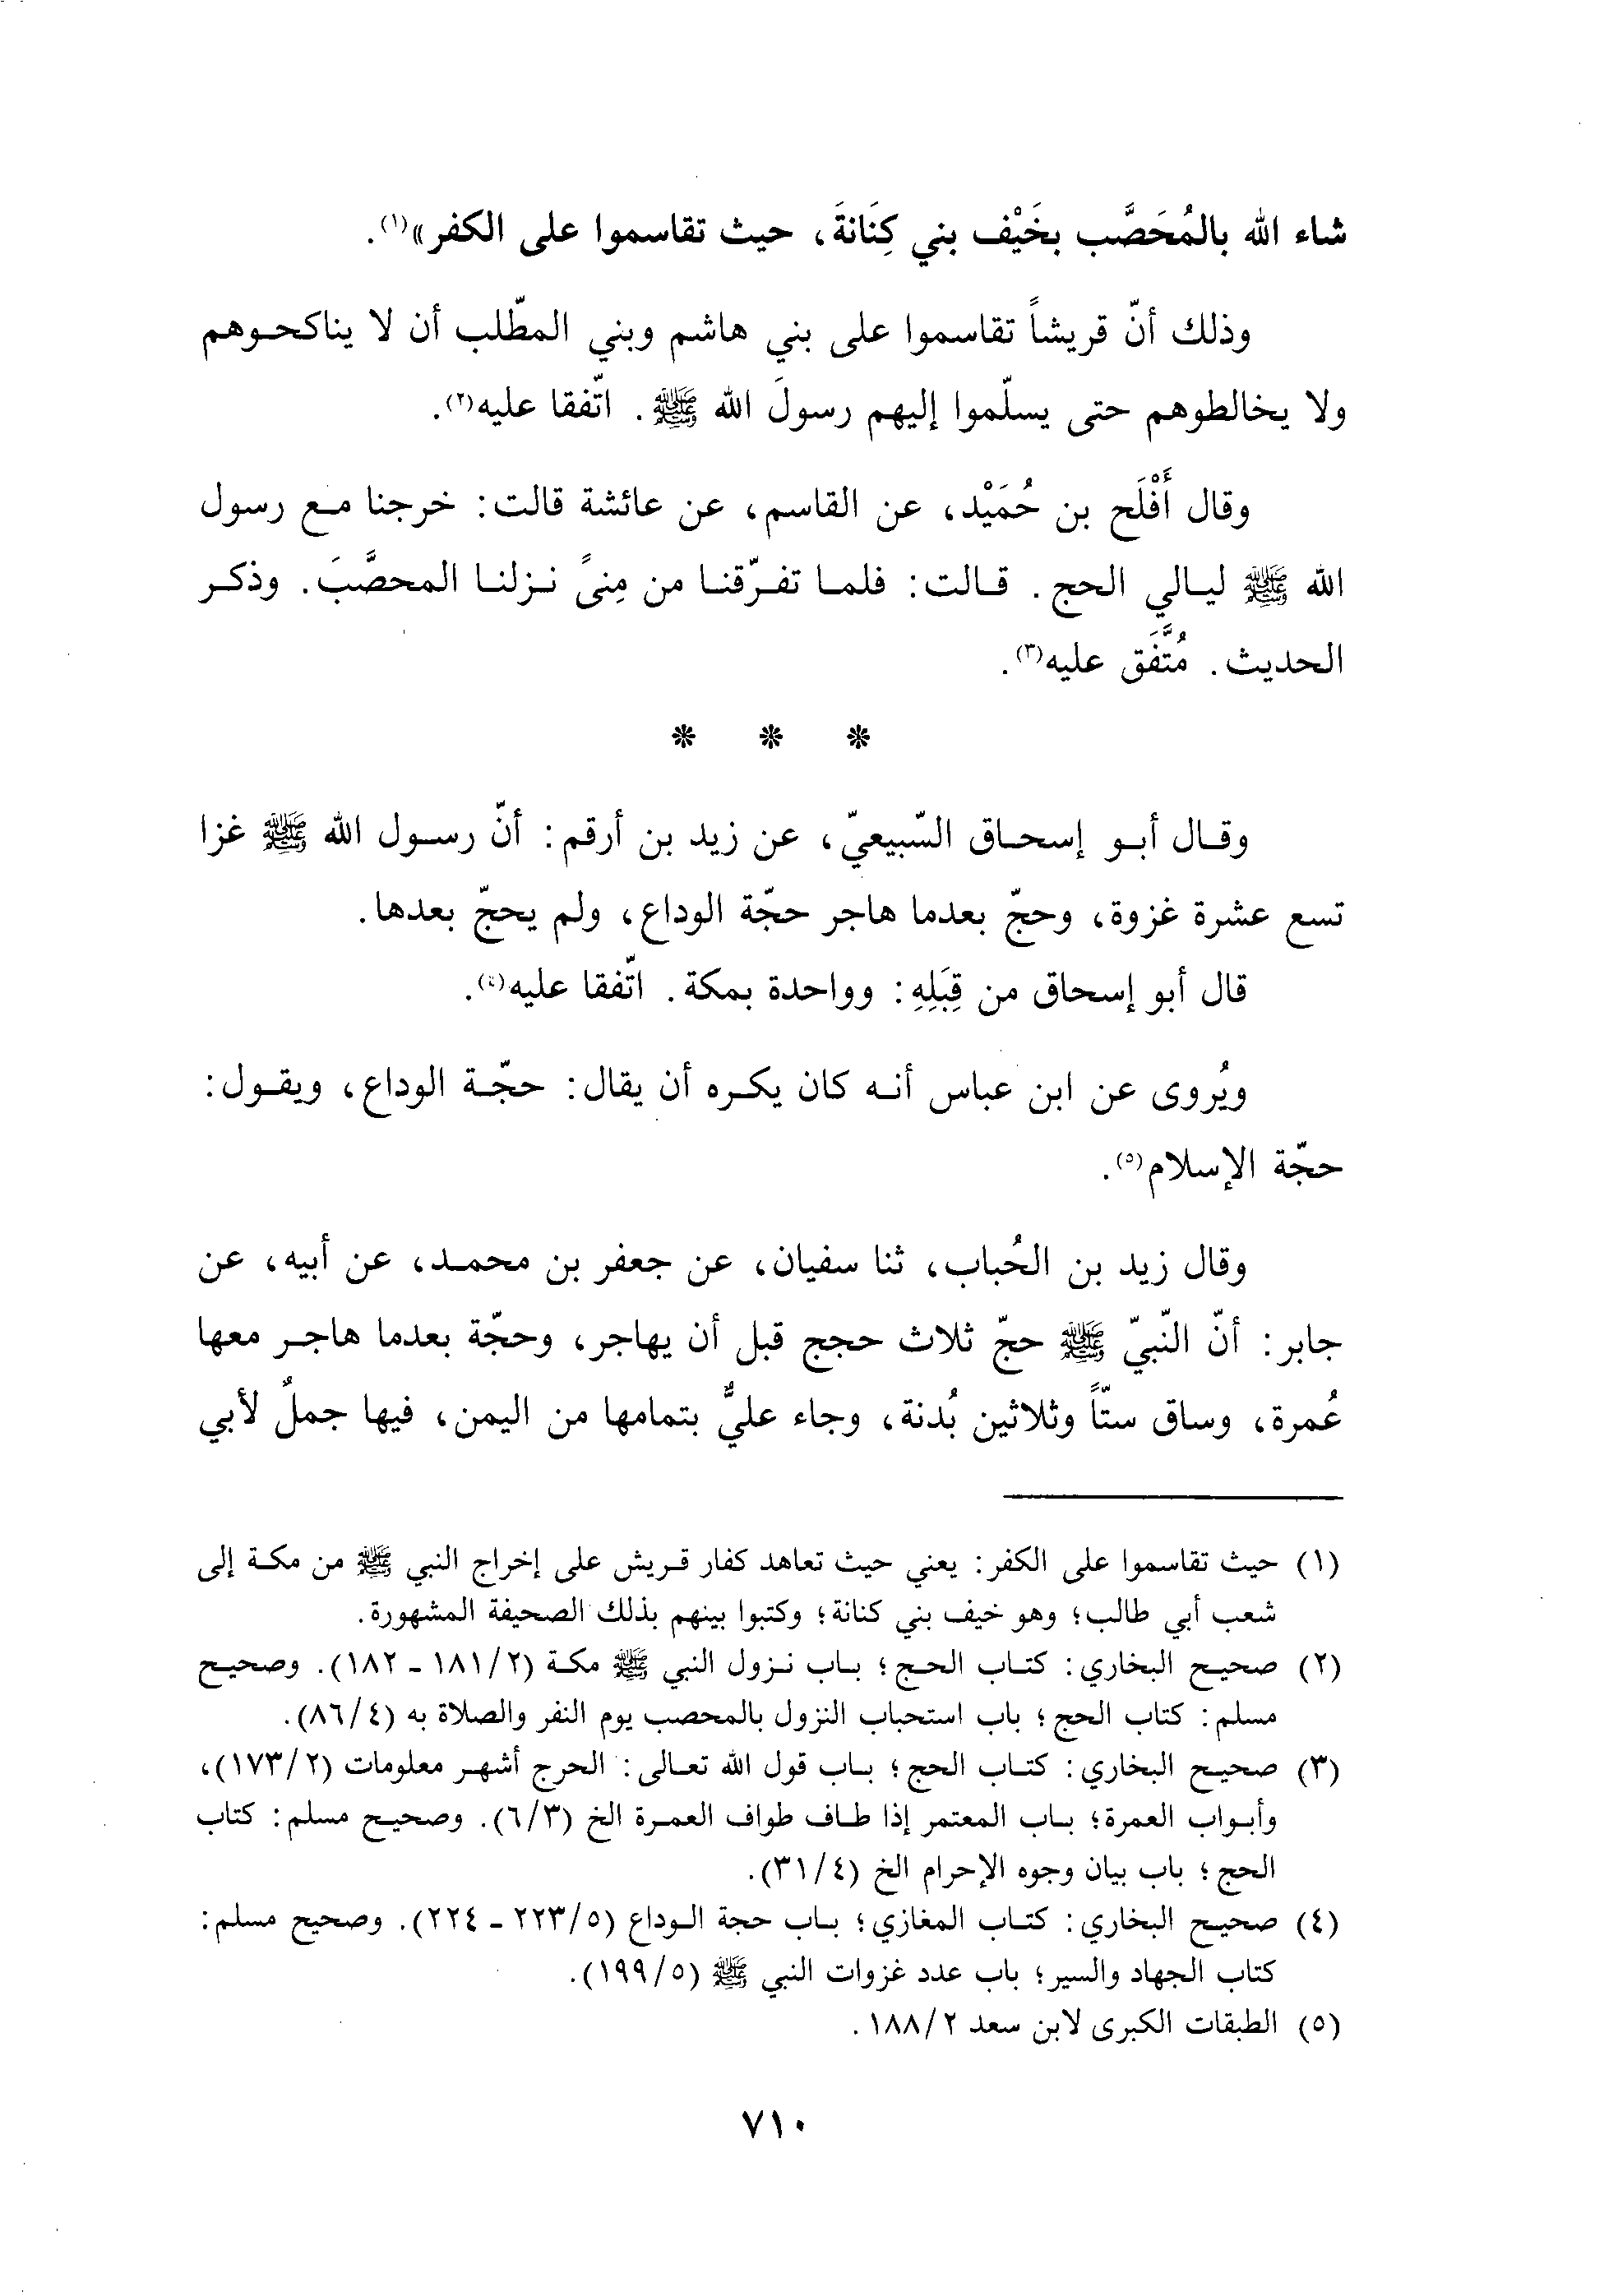 شاء الله بالمُحَصَّب بخَيْف بني كِنَانةَ، حيث تقاسموا على الكفر»(١).
وذلك أنّ قريشاً تقاسموا على بني هاشم وبني المطّلب أن لا يناكحوهم
ولا يخالطوهم حتى يسلّموا إليهم رسولَ الله ﷺ. اتّفقا عليه(٢).
وقال أَفْلَح بن حُمَيْد، عن القاسم، عن عائشة قالت: خرجنا مع رسول
الله ﷺ ليالي الحج. قالت: فلما تفرّقنا من مِنىً نزلنا المحصَّبَ. وذكر
الحديث. مُتَّفَق عليه(٣).
* * *
وقال أبو إسحاق السّبيعيّ، عن زيد بن أرقم: أنّ رسول الله ﷺ غزا
تسع عشرة غزوة، وحجّ بعدما هاجر حجّة الوداع، ولم يحجّ بعدها.
قال أبو إسحاق من قِبَلِهِ: وواحدة بمكة. اتّفقا عليه(٤).
ويُروى عن ابن عباس أنه كان يكره أن يقال: حجّة الوداع، ويقول:
حجّة الإسلام(٥).
وقال زيد بن الحُباب، ثنا سفيان، عن جعفر بن محمد، عن أبيه، عن
جابر: أنّ النّبيّ ﷺ حجّ ثلاث حجج قبل أن يهاجر، وحجّة بعدما هاجر معها
عُمرة، وساق ستّاً وثلاثين بُدنة، وجاء عليٌّ بتمامها من اليمن، فيها جملٌ لأبي
(١) حيث تقاسموا على الكفر: يعني حيث تعاهد كفار قريش على إخراج النبي ﷺ من مكة إلى
شعب أبي طالب؛ وهو خيف بني كنانة؛ وكتبوا بينهم بذلك الصحيفة المشهورة.
(٢) صحيح البخاري: كتاب الحج؛ باب نزول النبي ﷺ مكة (٢/١٨١ - ١٨٢). وصحيح
مسلم: كتاب الحج؛ باب استحباب النزول بالمحصب يوم النفر والصلاة به (٤/٨٦).
(٣) صحيح البخاري: كتاب الحج؛ باب قول الله تعالى: الحرج أشهر معلومات (٢/١٧٣)،
وأبواب العمرة؛ باب المعتمر إذا طاف طواف العمرة الخ (٣/٦). وصحيح مسلم: كتاب
الحج؛ باب بيان وجوه الإحرام الخ (٤/٣١).
(٤) صحيح البخاري: كتاب المغازي؛ باب حجة الوداع (٥/٢٢٣ - ٢٢٤). وصحيح مسلم:
كتاب الجهاد والسير؛ باب عدد غزوات النبي ﷺ (٥/١٩٩).
(٥) الطبقات الكبرى لابن سعد ٢/١٨٨.
٧١٠